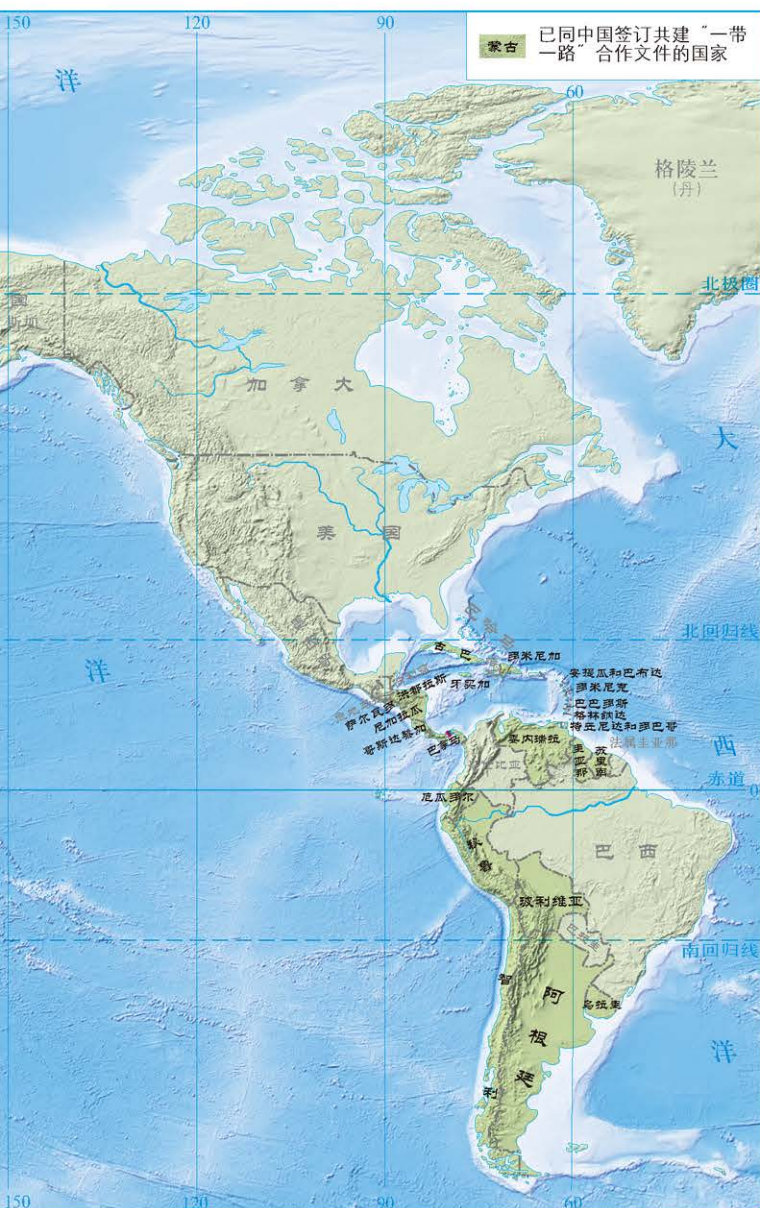 150
90
蒙古
已同中国签订共建“一带
一路”合作文件的国家
洋
60
格陵兰
(丹)
北极圈
加拿大
大
美国
北回归线
洋
古巴
多米尼加
牙买加
安提瓜和巴布达
多米尼克
巴巴多斯
格林纳达
特立尼达和多巴哥
洪都拉斯
萨尔瓦多
尼加拉瓜
哥斯达黎加
巴拿马
委内瑞拉
圭亚那
苏里南
法属圭亚那
西
赤道
0
厄瓜多尔
秘鲁
巴西
玻利维亚
南回归线
智利
阿根廷
乌拉圭
洋
150
120
90
60